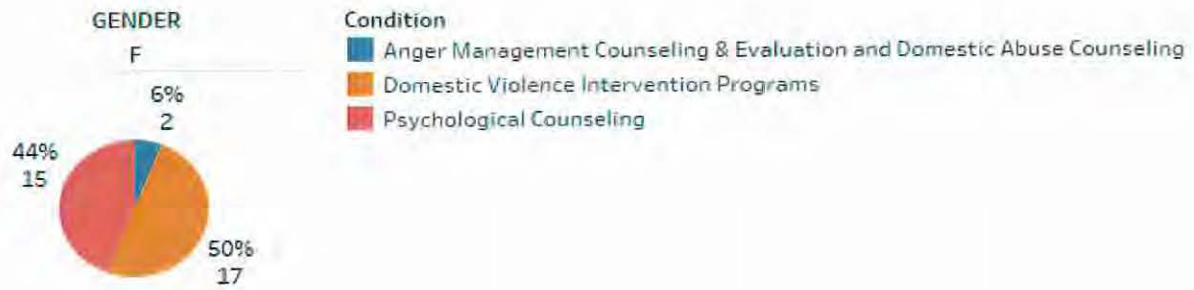 GENDER
F
6%
2
44%
15
50%
17
Condition
Anger Management Counseling & Evaluation and Domestic Abuse Counseling
Domestic Violence Intervention Programs
Psychological Counseling